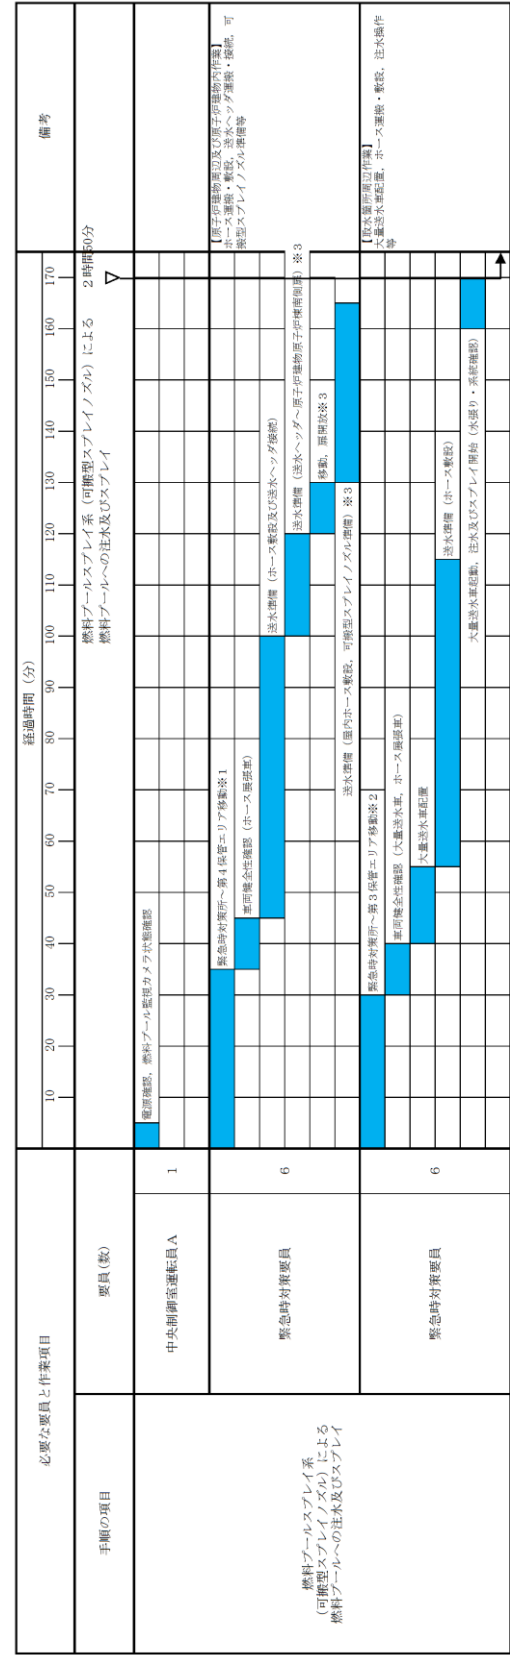 必要な要員と作業項目
経過時間（分）
備考
手順の項目
要員(数)
10 20 30 40 50 60 70 80 90 100 110 120 130 140 150 160 170
燃料プールスプレイ系（可搬型スプレイノズル）による
燃料プールへの注水及びスプレイ
２時間50分
▽
燃料プールスプレイ系
（可搬型スプレイノズル）による
燃料プールへの注水及びスプレイ
中央制御室運転員Ａ
1
電源確認，燃料プール監視カメラ状態確認
緊急時対策要員
6
緊急時対策所～第４保管エリア移動※１
車両健全性確認（ホース展張車）
送水準備（ホース敷設及び送水ヘッダ接続）
送水準備（送水ヘッダ～原子炉建物原子炉棟南側扉）※３
移動，扉開放※３
送水準備（屋内ホース敷設，可搬型スプレイノズル準備）※３
【原子炉建物周辺及び原子炉建物内作業】
ホース運搬・敷設，送水ヘッダ運搬・接続，可
搬型スプレイノズル準備等
緊急時対策要員
6
緊急時対策所～第３保管エリア移動※２
車両健全性確認（大量送水車，ホース展張車）
大量送水車配置
送水準備（ホース敷設）
大量送水車起動，注水及びスプレイ開始（水張り・系統確認）
【取水箇所周辺作業】
大量送水車配置，ホース運搬・敷設，注水操作
等